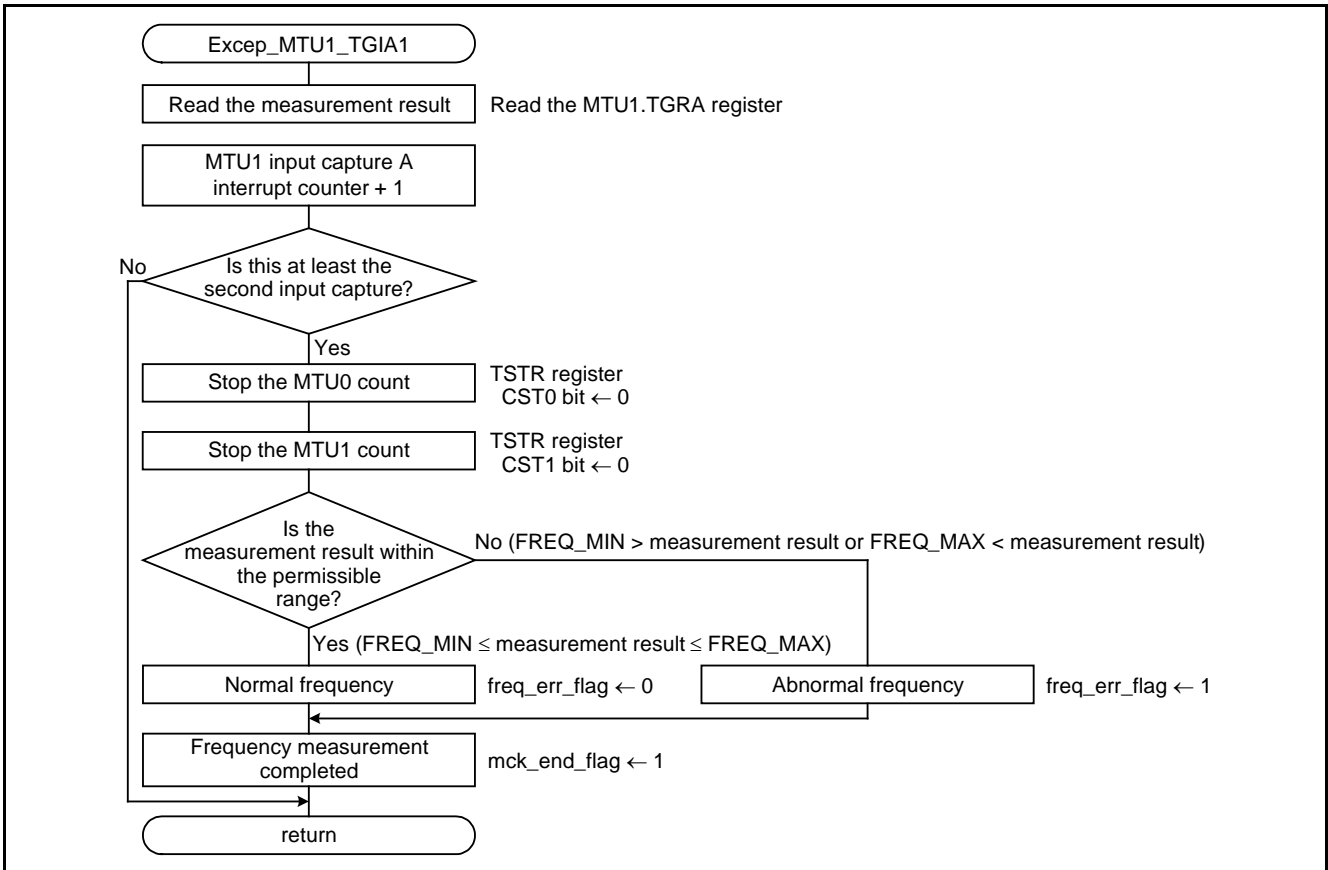 Excep_MTU1_TGIA1
Read the measurement result
Read the MTU1.TGRA register
MTU1 input capture A
interrupt counter + 1
No
Is this at least the
second input capture?
Yes
Stop the MTU0 count
TSTR register
CST0 bit ← 0
Stop the MTU1 count
TSTR register
CST1 bit ← 0
Is the
measurement result within
the permissible
range?
No (FREQ_MIN > measurement result or FREQ_MAX < measurement result)
Yes (FREQ_MIN ≤ measurement result ≤ FREQ_MAX)
Normal frequency
freq_err_flag ← 0
Abnormal frequency
freq_err_flag ← 1
Frequency measurement
completed
mck_end_flag ← 1
return